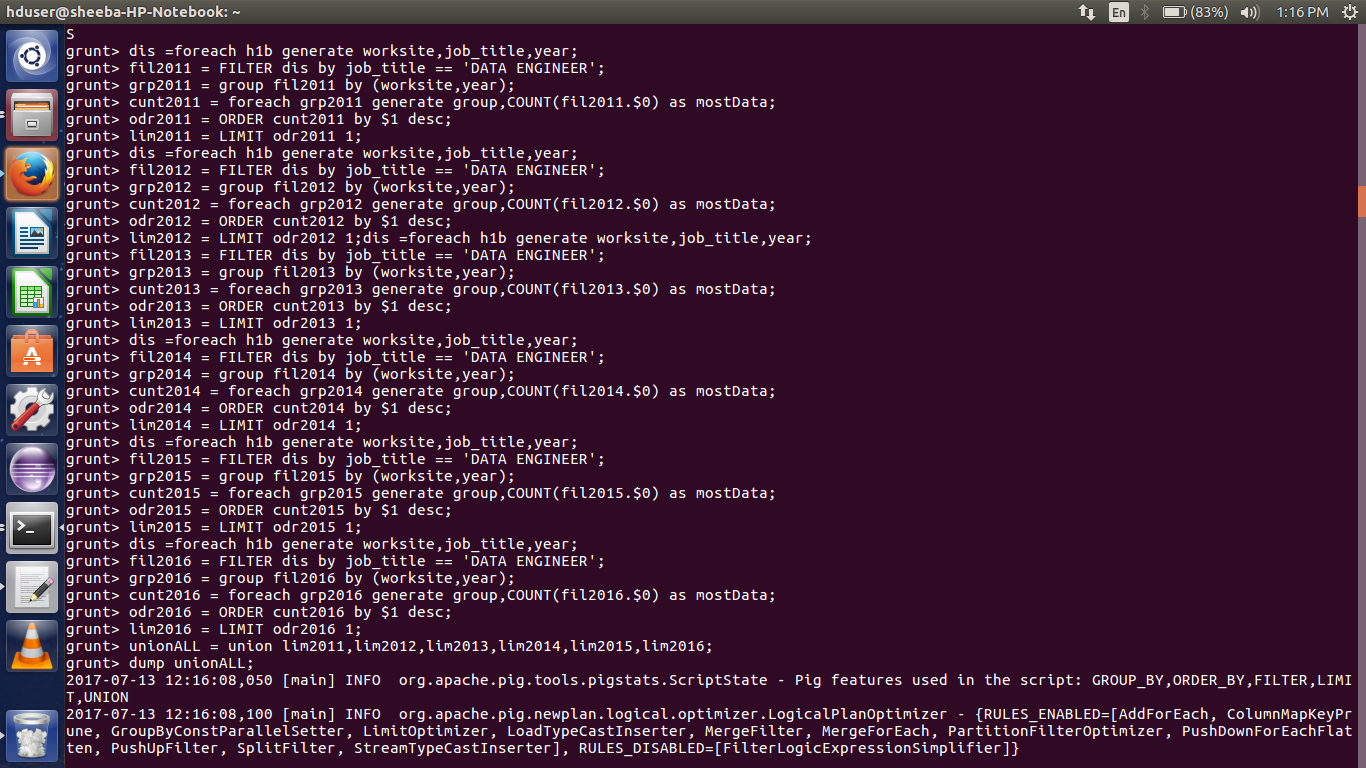 hduser@sheeba-HP-Notebook: ~
En
(83%)
1:16 PM
S
grunt> dis =foreach h1b generate worksite,job_title,year;
grunt> fil2011 = FILTER dis by job_title == 'DATA ENGINEER';
grunt> grp2011 = group fil2011 by (worksite,year);
grunt> cunt2011 = foreach grp2011 generate group,COUNT(fil2011.$0) as mostData;
grunt> odr2011 = ORDER cunt2011 by $1 desc;
grunt> lim2011 = LIMIT odr2011 1;
grunt> dis =foreach h1b generate worksite,job_title,year;
grunt> fil2012 = FILTER dis by job_title == 'DATA ENGINEER';
grunt> grp2012 = group fil2012 by (worksite,year);
grunt> cunt2012 = foreach grp2012 generate group,COUNT(fil2012.$0) as mostData;
grunt> odr2012 = ORDER cunt2012 by $1 desc;
grunt> lim2012 = LIMIT odr2012 1;dis =foreach h1b generate worksite,job_title,year;
grunt> fil2013 = FILTER dis by job_title == 'DATA ENGINEER';
grunt> grp2013 = group fil2013 by (worksite,year);
grunt> cunt2013 = foreach grp2013 generate group,COUNT(fil2013.$0) as mostData;
grunt> odr2013 = ORDER cunt2013 by $1 desc;
grunt> lim2013 = LIMIT odr2013 1;
grunt> dis =foreach h1b generate worksite,job_title,year;
grunt> fil2014 = FILTER dis by job_title == 'DATA ENGINEER';
grunt> grp2014 = group fil2014 by (worksite,year);
grunt> cunt2014 = foreach grp2014 generate group,COUNT(fil2014.$0) as mostData;
grunt> odr2014 = ORDER cunt2014 by $1 desc;
grunt> lim2014 = LIMIT odr2014 1;
grunt> dis =foreach h1b generate worksite,job_title,year;
grunt> fil2015 = FILTER dis by job_title == 'DATA ENGINEER';
grunt> grp2015 = group fil2015 by (worksite,year);
grunt> cunt2015 = foreach grp2015 generate group,COUNT(fil2015.$0) as mostData;
grunt> odr2015 = ORDER cunt2015 by $1 desc;
grunt> lim2015 = LIMIT odr2015 1;
grunt> dis =foreach h1b generate worksite,job_title,year;
grunt> fil2016 = FILTER dis by job_title == 'DATA ENGINEER';
grunt> grp2016 = group fil2016 by (worksite,year);
grunt> cunt2016 = foreach grp2016 generate group,COUNT(fil2016.$0) as mostData;
grunt> odr2016 = ORDER cunt2016 by $1 desc;
grunt> lim2016 = LIMIT odr2016 1;
grunt> unionALL = union lim2011,lim2012,lim2013,lim2014,lim2015,lim2016;
grunt> dump unionALL;
2017-07-13 12:16:08,050 [main] INFO  org.apache.pig.tools.pigstats.ScriptState - Pig features used in the script: GROUP_BY,ORDER_BY,FILTER,LIMI
T,UNION
2017-07-13 12:16:08,100 [main] INFO  org.apache.pig.newplan.logical.optimizer.LogicalPlanOptimizer - {RULES_ENABLED=[AddForEach, ColumnMapKeyPr
une, GroupByConstParallelSetter, LimitOptimizer, LoadTypeCastInserter, MergeFilter, MergeForEach, PartitionFilterOptimizer, PushDownForEachFlat
ten, PushUpFilter, SplitFilter, StreamTypeCastInserter], RULES_DISABLED=[FilterLogicExpressionSimplifier]}